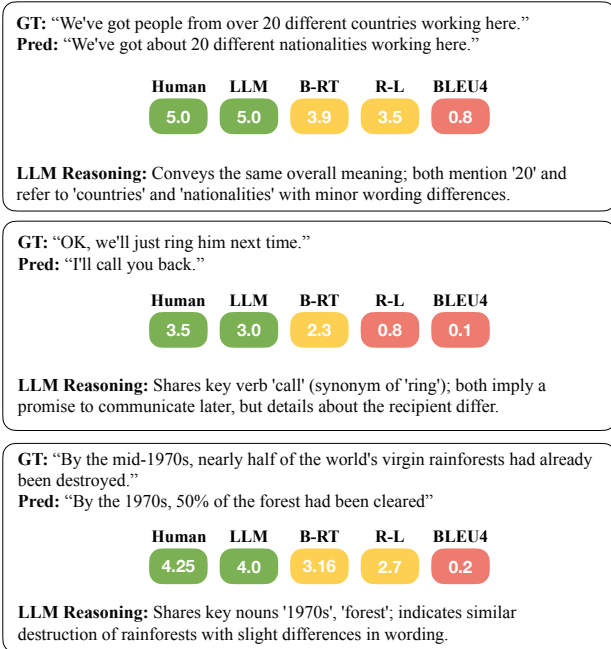 GT: “We've got people from over 20 different countries working here.”
Pred: “We've got about 20 different nationalities working here.”
Human LLM B-RT R-L BLEU4
5.0 5.0 3.9 3.5 0.8
LLM Reasoning: Conveys the same overall meaning; both mention '20' and
refer to 'countries' and 'nationalities' with minor wording differences.
GT: “OK, we'll just ring him next time.”
Pred: “I'll call you back.”
Human LLM B-RT R-L BLEU4
3.5 3.0 2.3 0.8 0.1
LLM Reasoning: Shares key verb 'call' (synonym of 'ring'); both imply a
promise to communicate later, but details about the recipient differ.
GT: “By the mid-1970s, nearly half of the world's virgin rainforests had already
been destroyed.”
Pred: “By the 1970s, 50% of the forest had been cleared”
Human LLM B-RT R-L BLEU4
4.25 4.0 3.16 2.7 0.2
LLM Reasoning: Shares key nouns '1970s', 'forest'; indicates similar
destruction of rainforests with slight differences in wording.